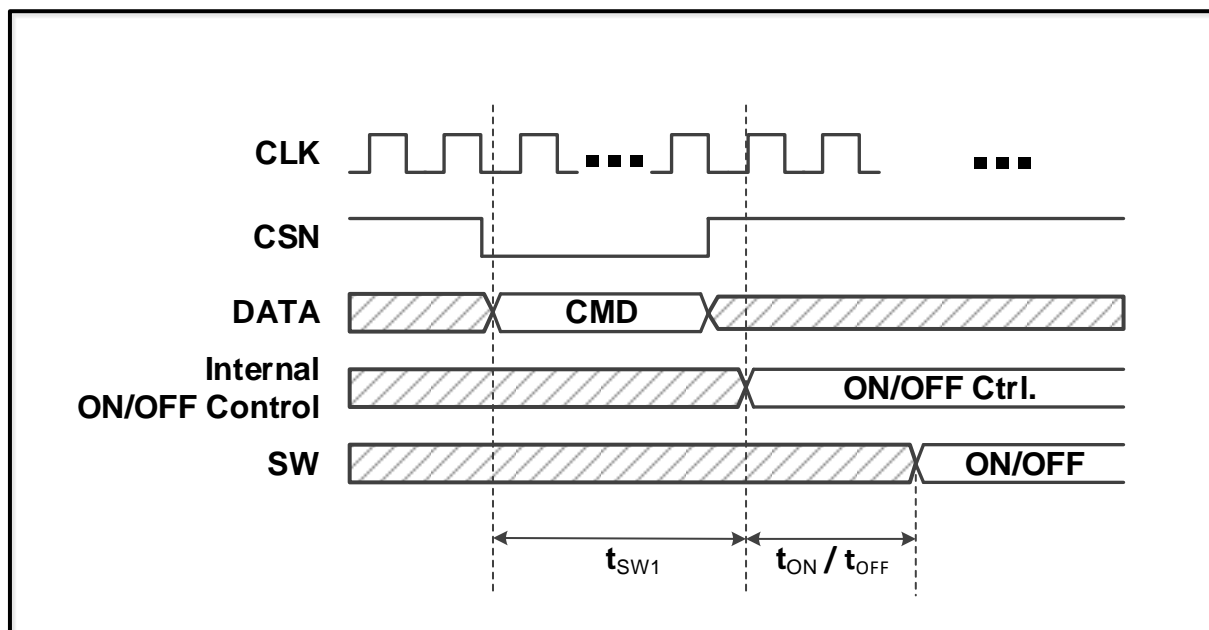 CLK
CSN
DATA
CMD
Internal
ON/OFF Control
ON/OFF Ctrl.
SW
ON/OFF
tSW1
tON / tOFF